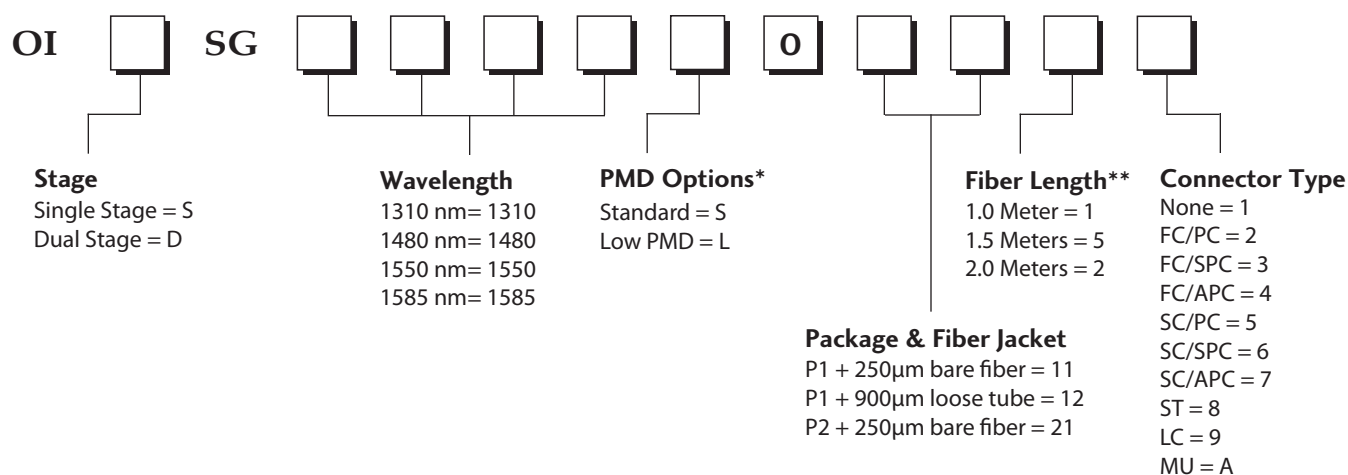 OI SG 0
Stage
Single Stage = S
Dual Stage = D
Wavelength
1310 nm= 1310
1480 nm= 1480
1550 nm= 1550
1585 nm= 1585
PMD Options*
Standard = S
Low PMD = L
Package & Fiber Jacket
P1 + 250µm bare fiber = 11
P1 + 900µm loose tube = 12
P2 + 250µm bare fiber = 21
Fiber Length**
1.0 Meter = 1
1.5 Meters = 5
2.0 Meters = 2
Connector Type
None = 1
FC/PC = 2
FC/SPC = 3
FC/APC = 4
SC/PC = 5
SC/SPC = 6
SC/APC = 7
ST = 8
LC = 9
MU = A